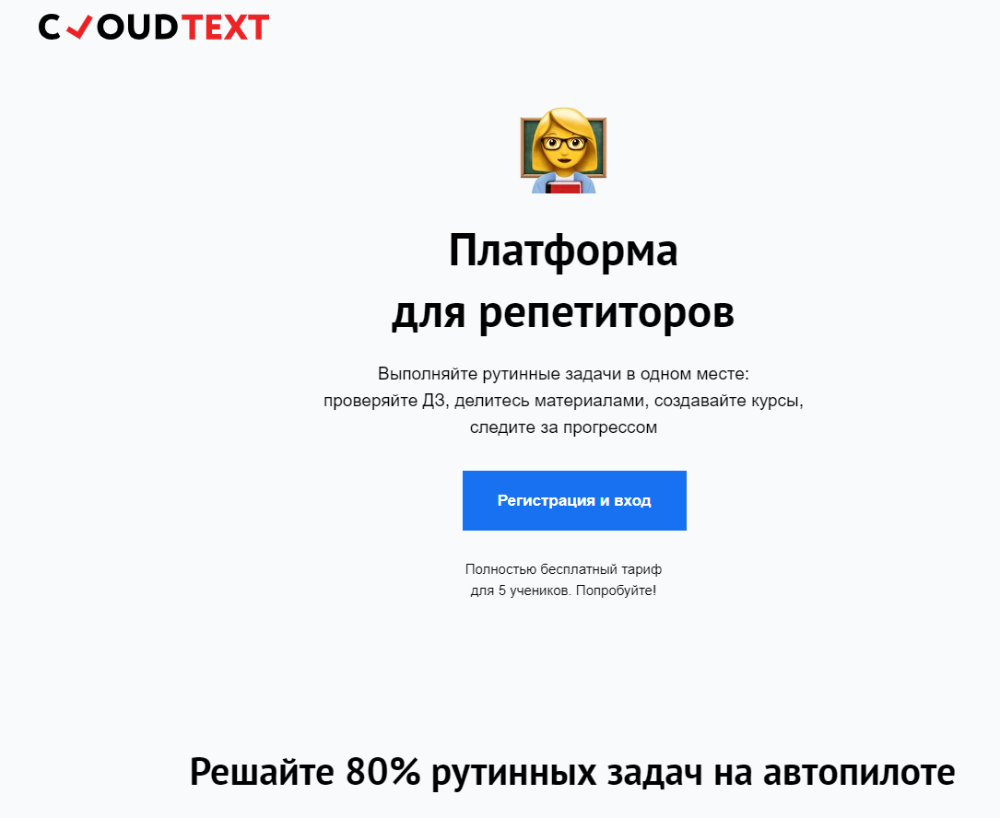 CLOUDTEXT
Платформа
для репетиторов
Выполняйте рутинные задачи в одном месте:
проверяйте ДЗ, делитесь материалами, создавайте курсы,
следите за прогрессом
Регистрация и вход
Полностью бесплатный тариф
для 5 учеников. Попробуйте!
Решайте 80% рутинных задач на автопилоте